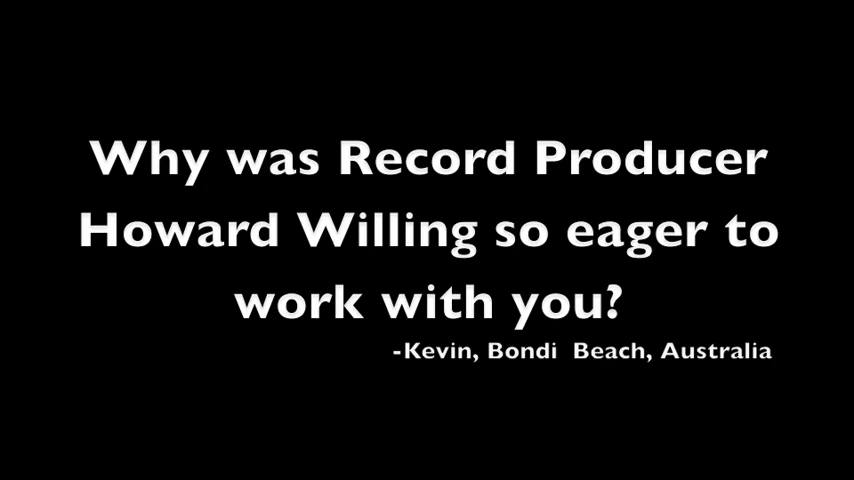 Why was Record Producer
Howard Willing so eager to
work with you?
-Kevin, Bondi Beach, Australia